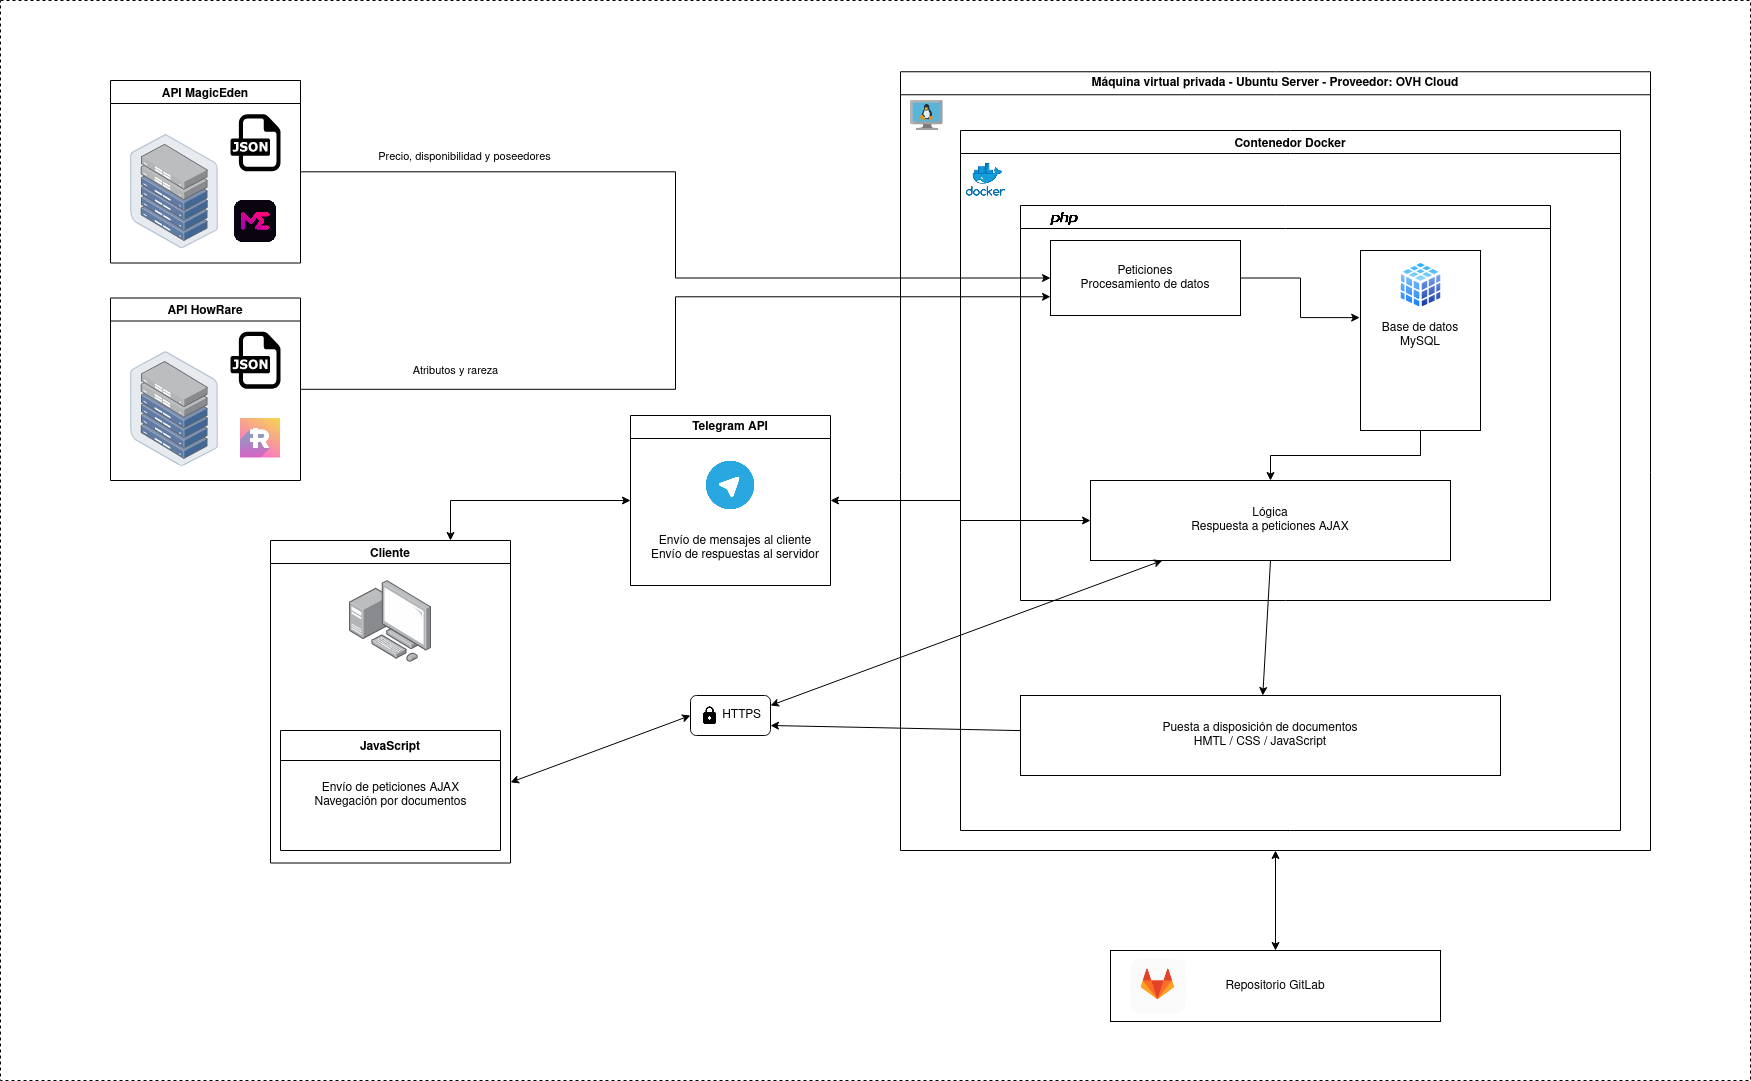 API MagicEden
JSON
Precio, disponibilidad y poseedores
API HowRare
JSON
R
Atributos y rareza
Telegram API
Envío de mensajes al cliente
Envío de respuestas al servidor
Cliente
JavaScript
Envío de peticiones AJAX
Navegación por documentos
HTTPS
Máquina virtual privada - Ubuntu Server - Proveedor: OVH Cloud
Contenedor Docker
docker
php
Peticiones
Procesamiento de datos
Base de datos
MySQL
Lógica
Respuesta a peticiones AJAX
Puesta a disposición de documentos
HMTL / CSS / JavaScript
Repositorio GitLab